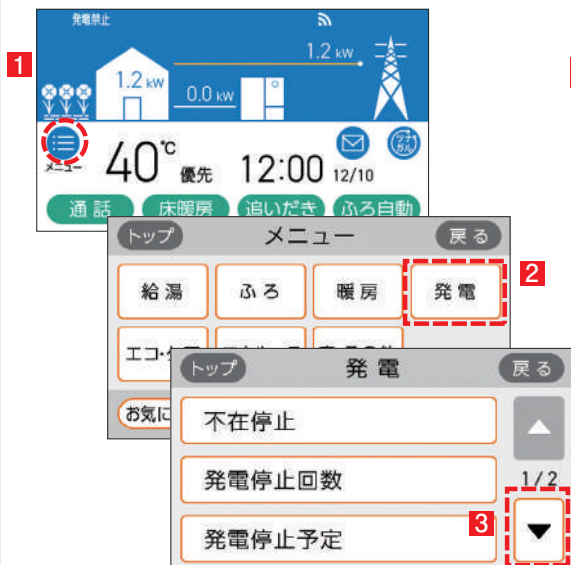 発電禁止
1
1.2 kW
1.2 kW
0.0 kW
メニュー
40℃
優先
12:00
12/10
ツナガル
通話
床暖房
追いだき
ふろ自動
トップ
メニュー
戻る
2
給湯
ふろ
暖房
発電
エコ・
お気に
トップ
発電
戻る
不在停止
発電停止回数
1/2
3
発電停止予定